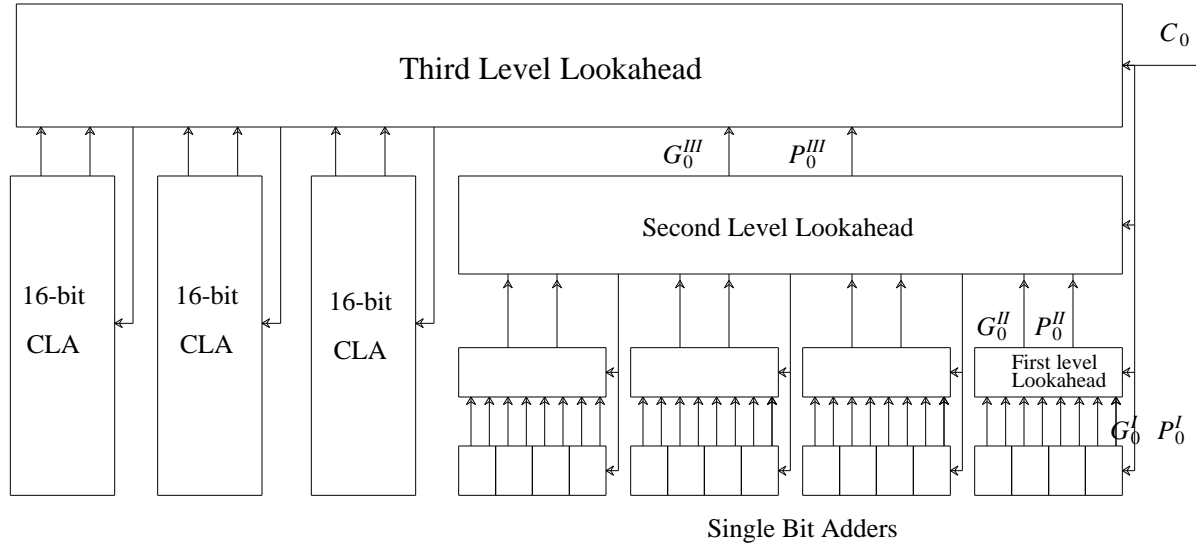 C₀
Third Level Lookahead
G₀ᴵᴵᴵ P₀ᴵᴵᴵ
Second Level Lookahead
16-bit
CLA
16-bit
CLA
16-bit
CLA
G₀ᴵᴵ P₀ᴵᴵ
First level
Lookahead
G₀ᴵ P₀ᴵ
Single Bit Adders